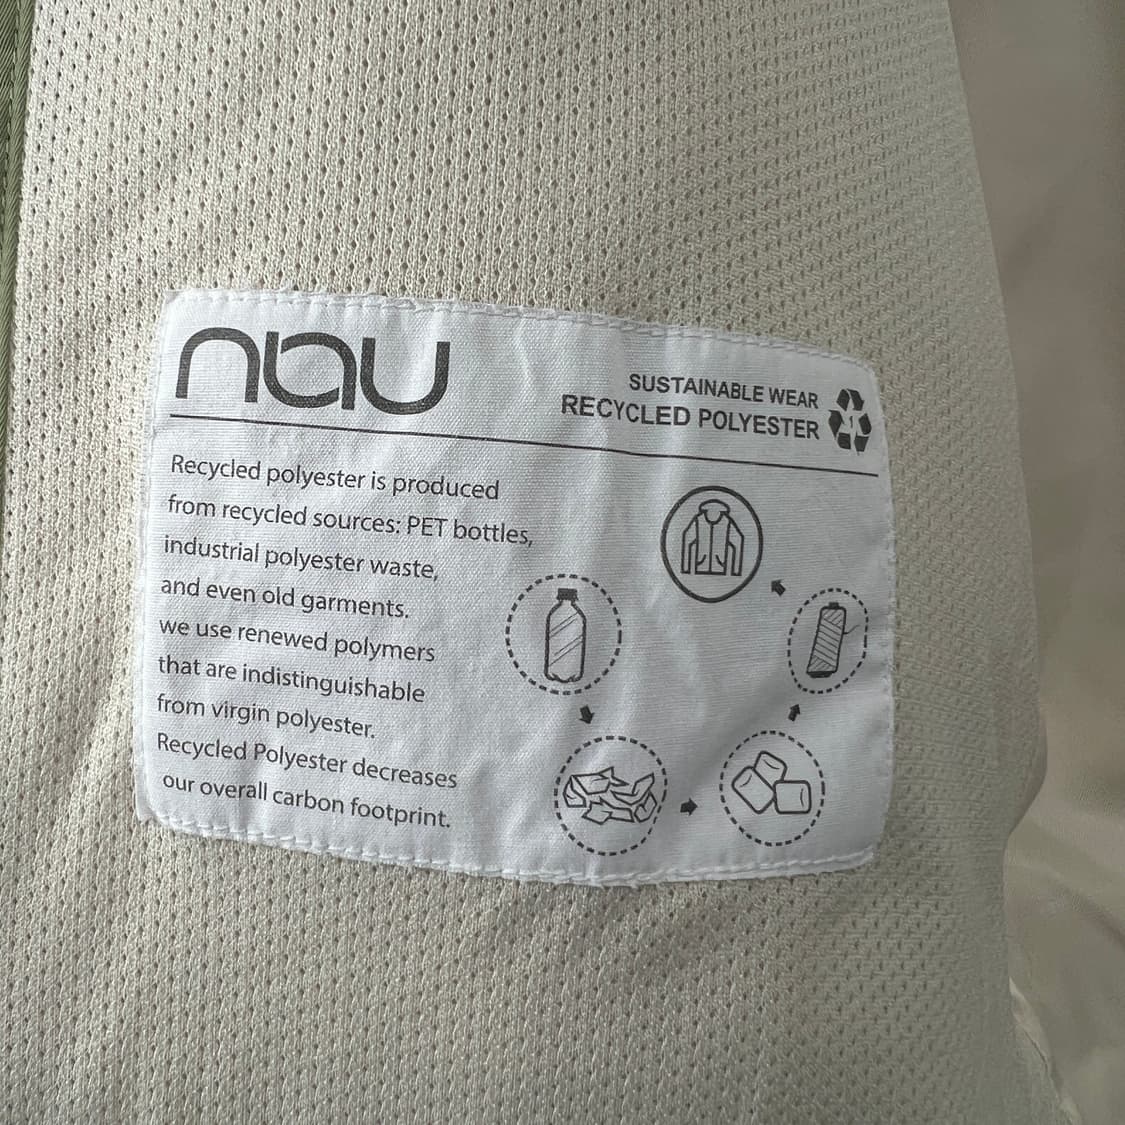 nau
SUSTAINABLE WEAR
RECYCLED POLYESTER
1
Recycled polyester is produced
from recycled sources: PET bottles,
industrial polyester waste,
and even old garments.
we use renewed polymers
that are indistinguishable
from virgin polyester.
Recycled Polyester decreases
our overall carbon footprint.